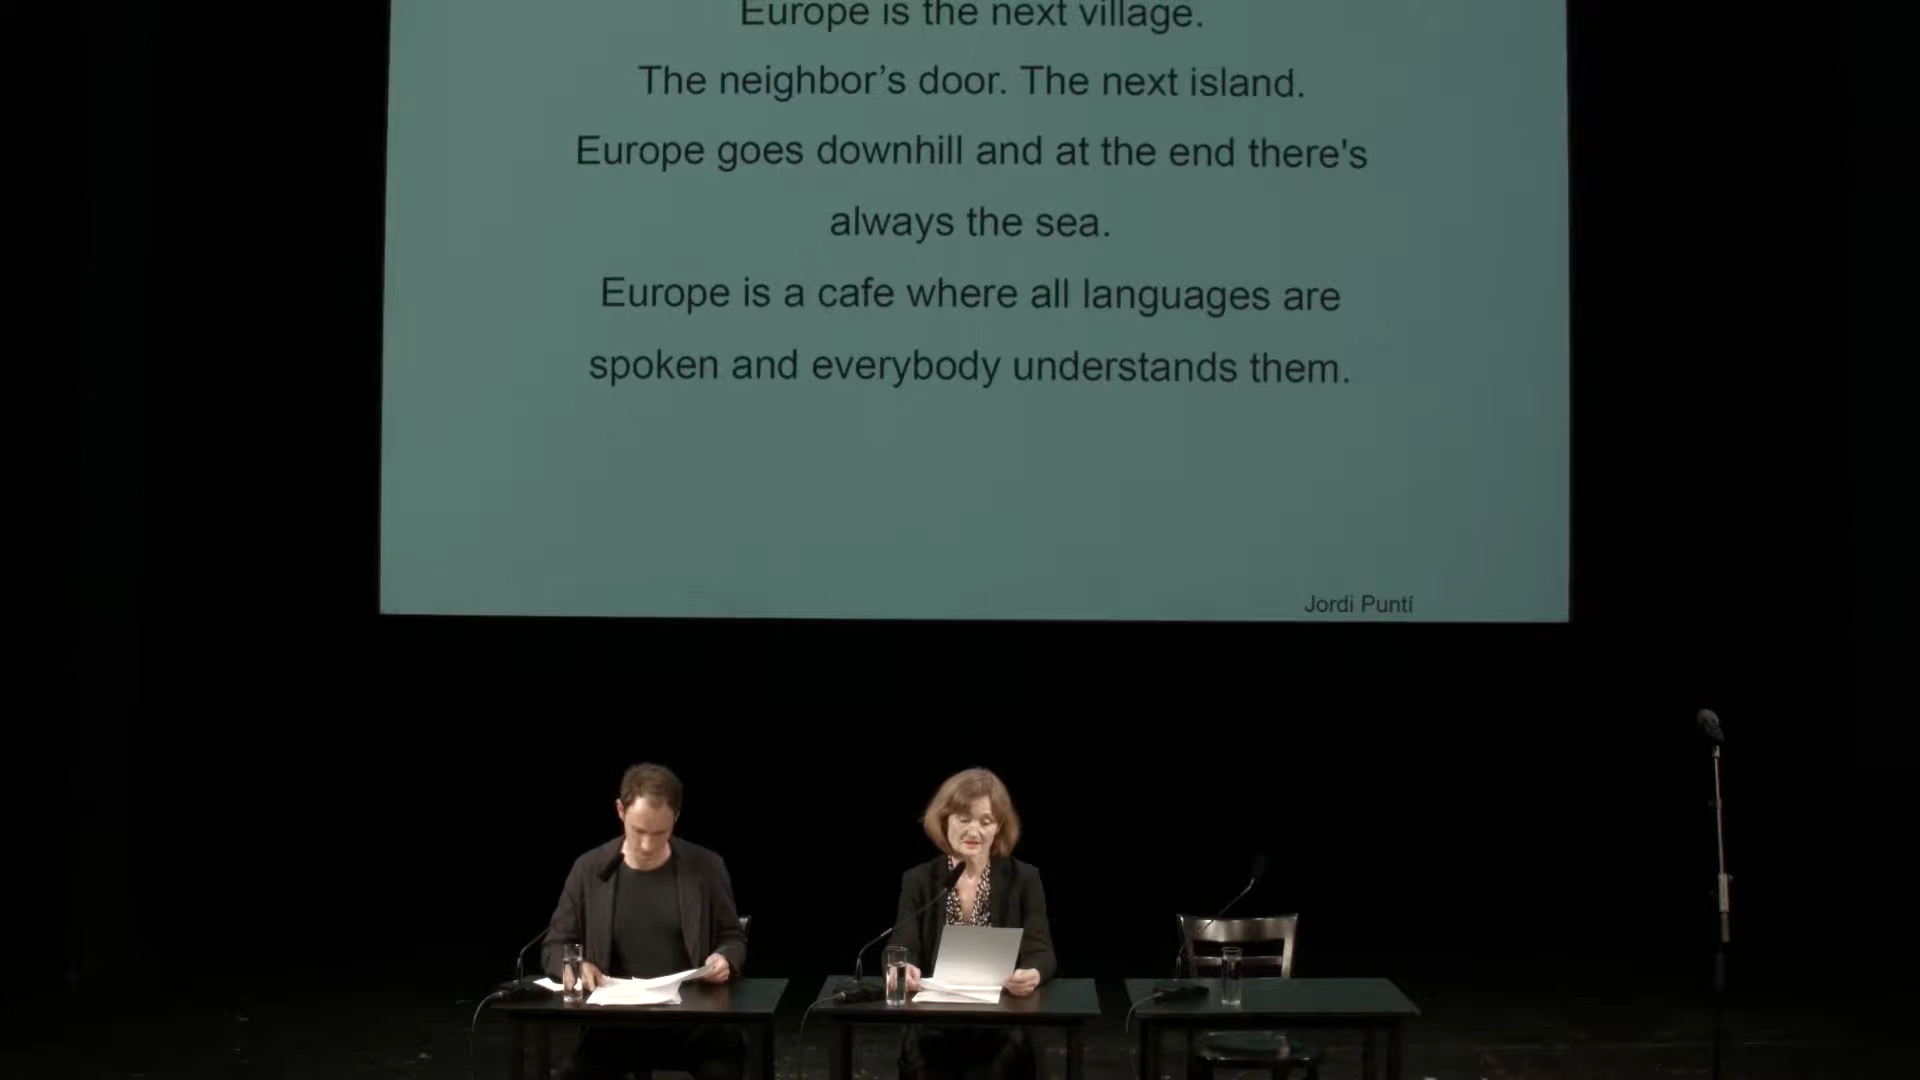 Europe is the next village.
The neighbor’s door. The next island.
Europe goes downhill and at the end there's
always the sea.
Europe is a cafe where all languages are
spoken and everybody understands them.
Jordi Puntí